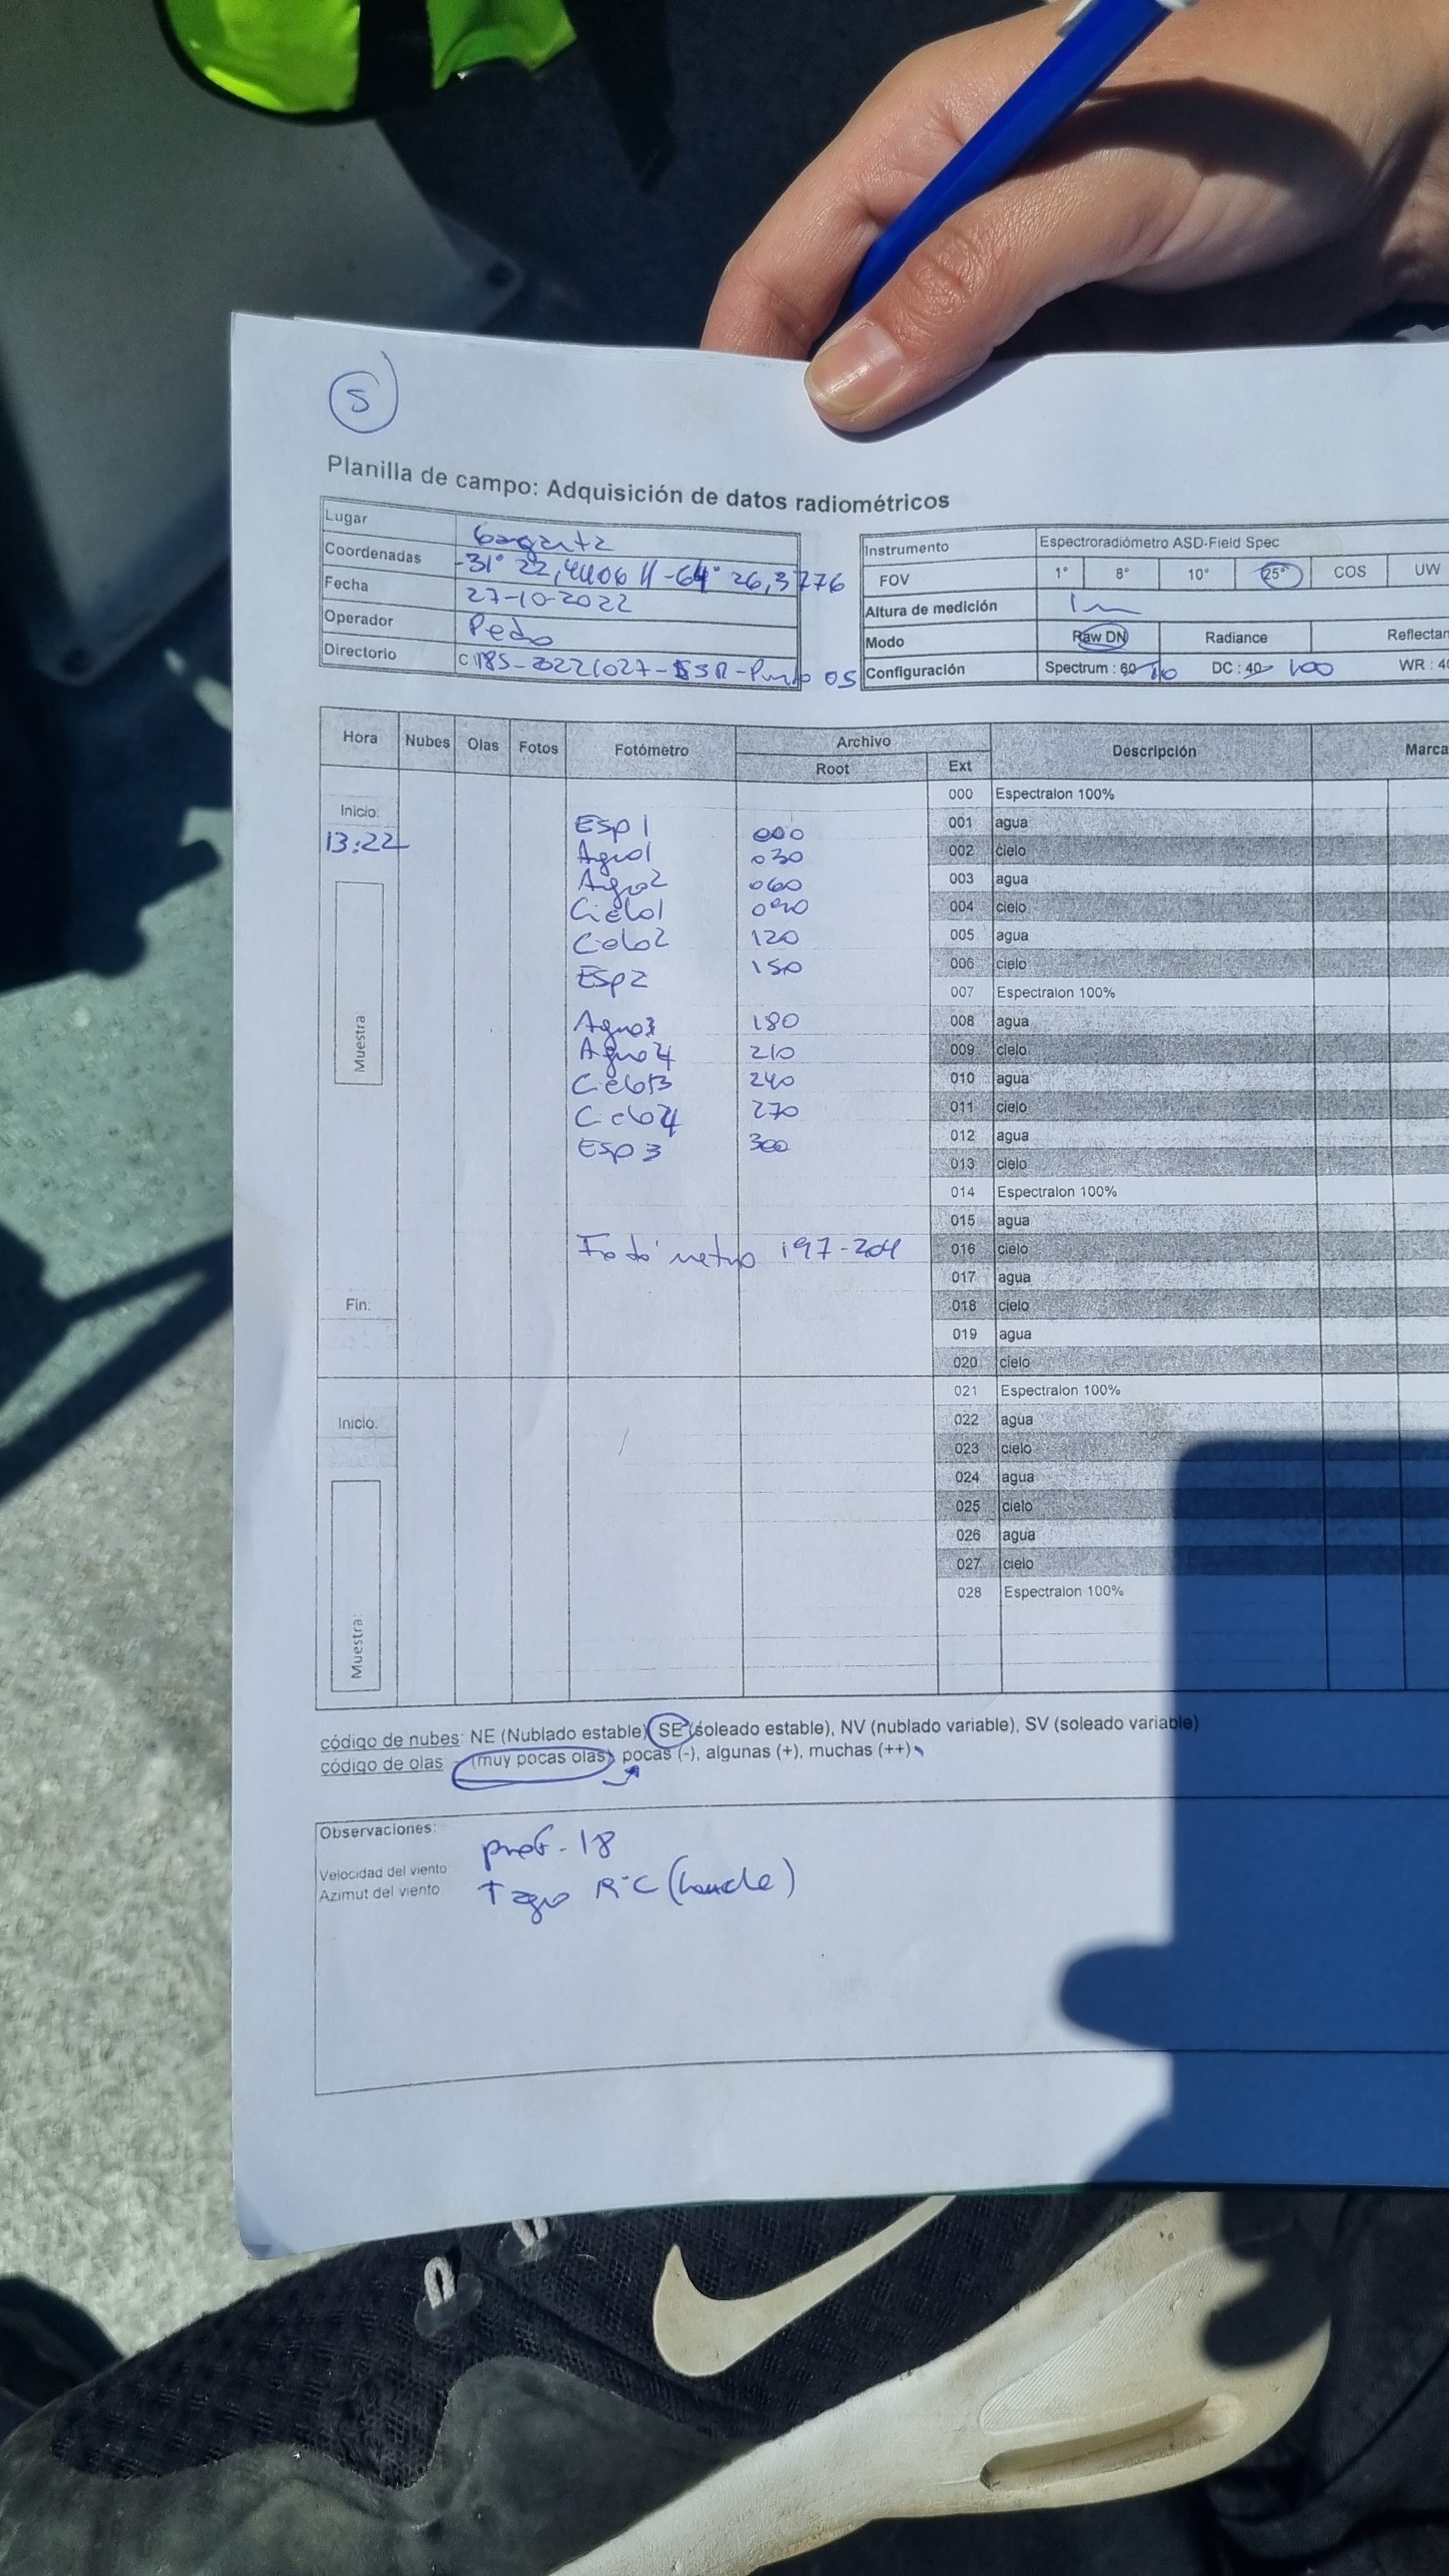 5
Planilla de campo: Adquisición de datos radiométricos
Lugar Garganta
Coordenadas -31° 22,4406 // -64° 26,3776
Fecha 27-10-2022
Operador Pedro
Directorio
Punto 05
Instrumento Espectroradiómetro ASD-Field Spec
FOV 1° 8° 10° 25° COS UW
Altura de medición 1m
Modo Raw DN Radiance Reflectan
Configuración Spectrum : 60 10 DC : 40 100 WR : 40
Hora Nubes Olas Fotos Fotómetro Archivo Descripción Marca
Root Ext
000 Espectralon 100%
Inicio: Esp 1 000 001 agua
13:22 Agua1 030 002 cielo
Agua2 060 003 agua
Cielo1 090 004 cielo
Cielo2 120 005 agua
Esp2 150 006 cielo
007 Espectralon 100%
Muestra Agua3 180 008 agua
Agua4 210 009 cielo
Cielo3 240 010 agua
Cielo4 270 011 cielo
Esp 3 300 012 agua
013 cielo
014 Espectralon 100%
015 agua
Fotómetro 197-204 016 cielo
017 agua
Fin: 018 cielo
019 agua
020 cielo
021 Espectralon 100%
Inicio: 022 agua
023 cielo
024 agua
025 cielo
026 agua
027 cielo
028 Espectralon 100%
Muestra:
código de nubes: NE (Nublado estable) SE (soleado estable), NV (nublado variable), SV (soleado variable)
código de olas (muy pocas olas) pocas (-), algunas (+), muchas (++)
Observaciones:
prof - 18
Velocidad del viento
Azimut del viento
T agua R°C (hande)